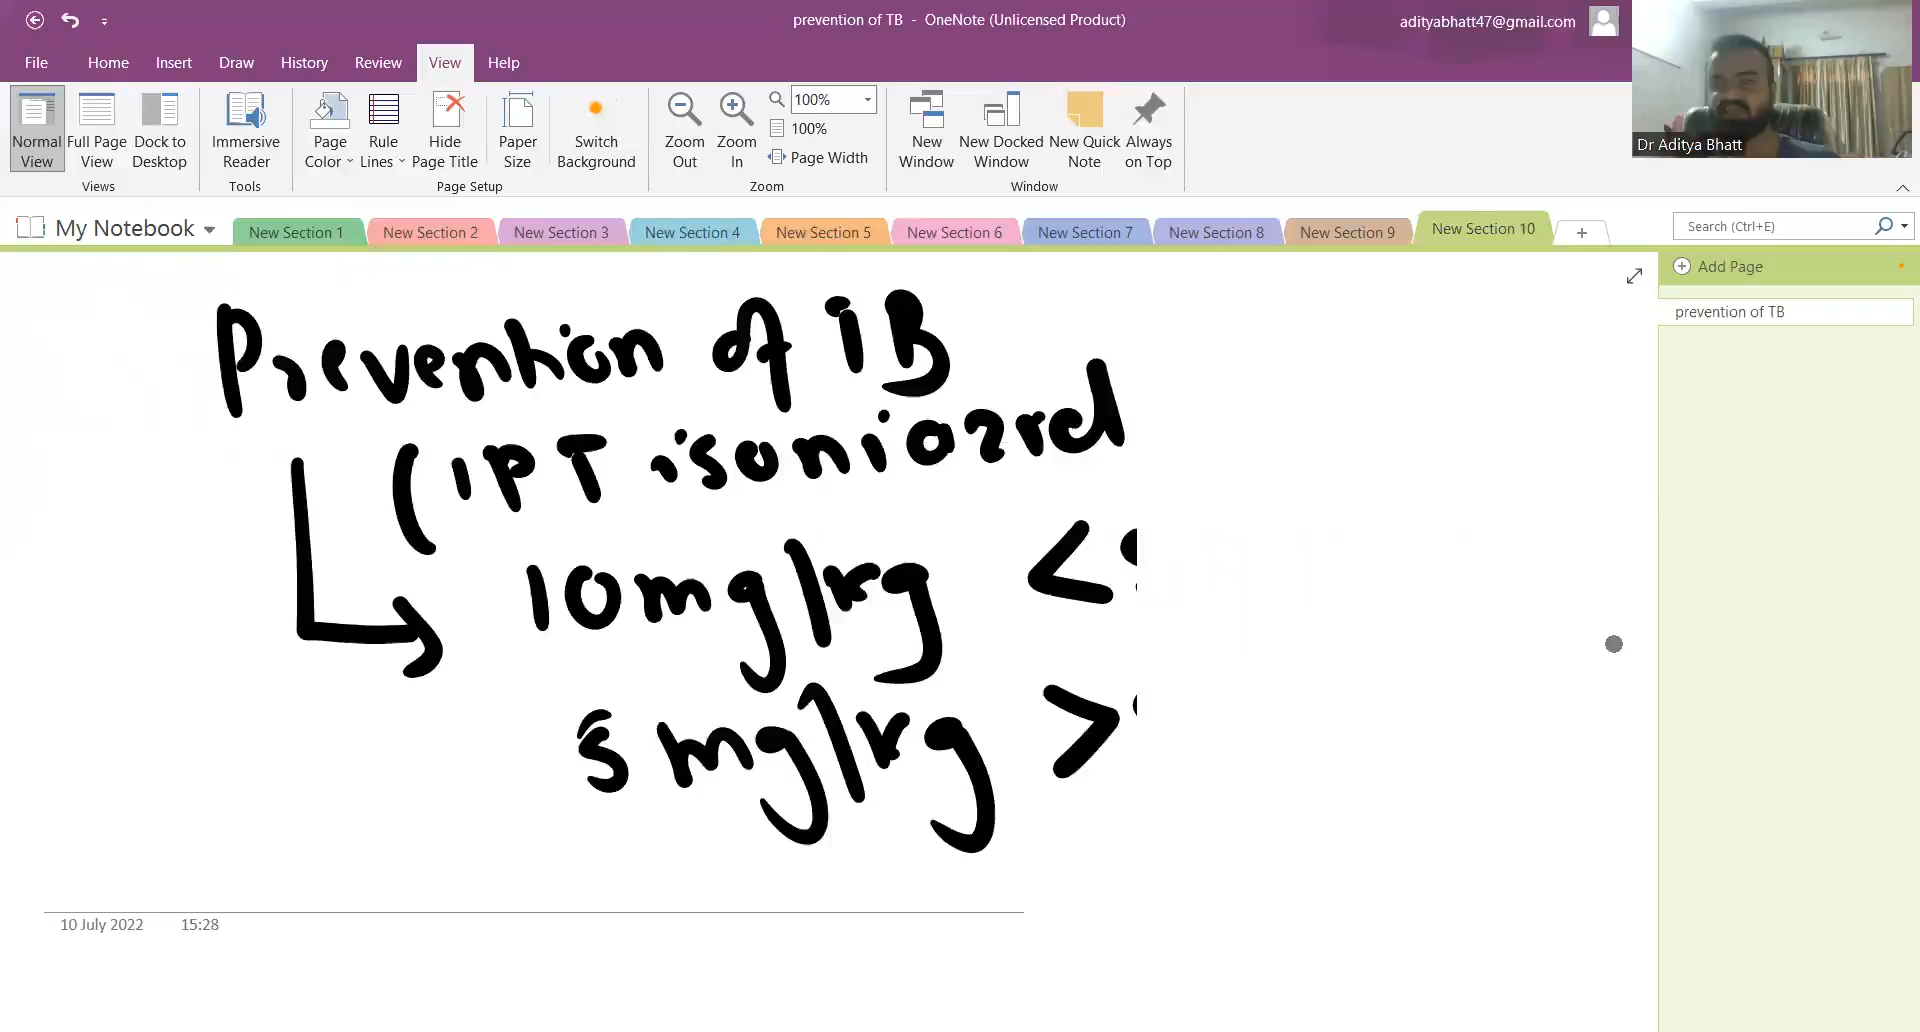 prevention of TB - OneNote (Unlicensed Product)
adityabhatt47@gmail.com
File Home Insert Draw History Review View Help
Normal View
Full Page View
Dock to Desktop
Immersive Reader
Page Color
Rule Lines
Hide Page Title
Paper Size
Switch Background
Zoom Out
Zoom In
100%
100%
Page Width
New Window
New Docked Window
New Quick Note
Always on Top
Views
Tools
Page Setup
Zoom
Window
Dr Aditya Bhatt
My Notebook
New Section 1
New Section 2
New Section 3
New Section 4
New Section 5
New Section 6
New Section 7
New Section 8
New Section 9
New Section 10
Search (Ctrl+E)
Add Page
prevention of TB
Prevention of TB
(IPT isoniazid
10mg/kg <
5 mg/kg >
10 July 2022 15:28